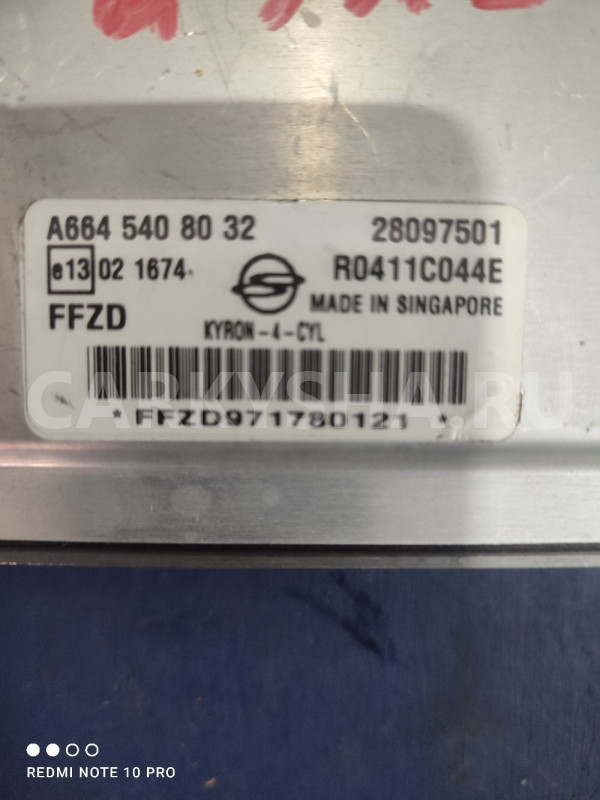 A664 540 80 32 28097501
e13 02 1674 R0411C044E
FFZD MADE IN SINGAPORE
KYRON-4-CYL
CARKYSHA.RU
* FFZD971780121 *
REDMI NOTE 10 PRO